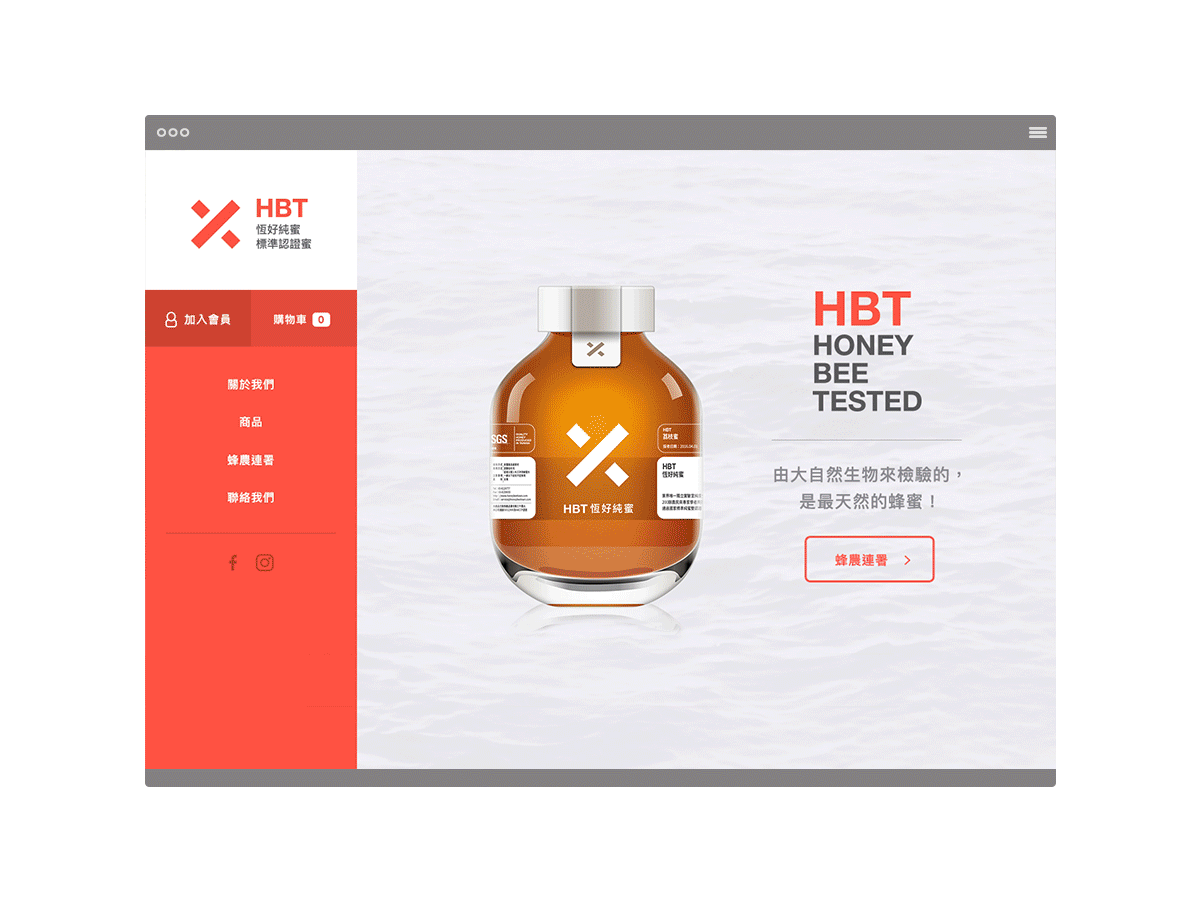 HBT
恆好純蜜
標準認證蜜
加入會員
購物車 0
關於我們
商品
蜂農連署
聯絡我們
SGS
HBT
荔枝蜜
HBT
恆好純蜜
HBT 恆好純蜜
HBT
HONEY
BEE
TESTED
由大自然生物來檢驗的，
是最天然的蜂蜜！
蜂農連署